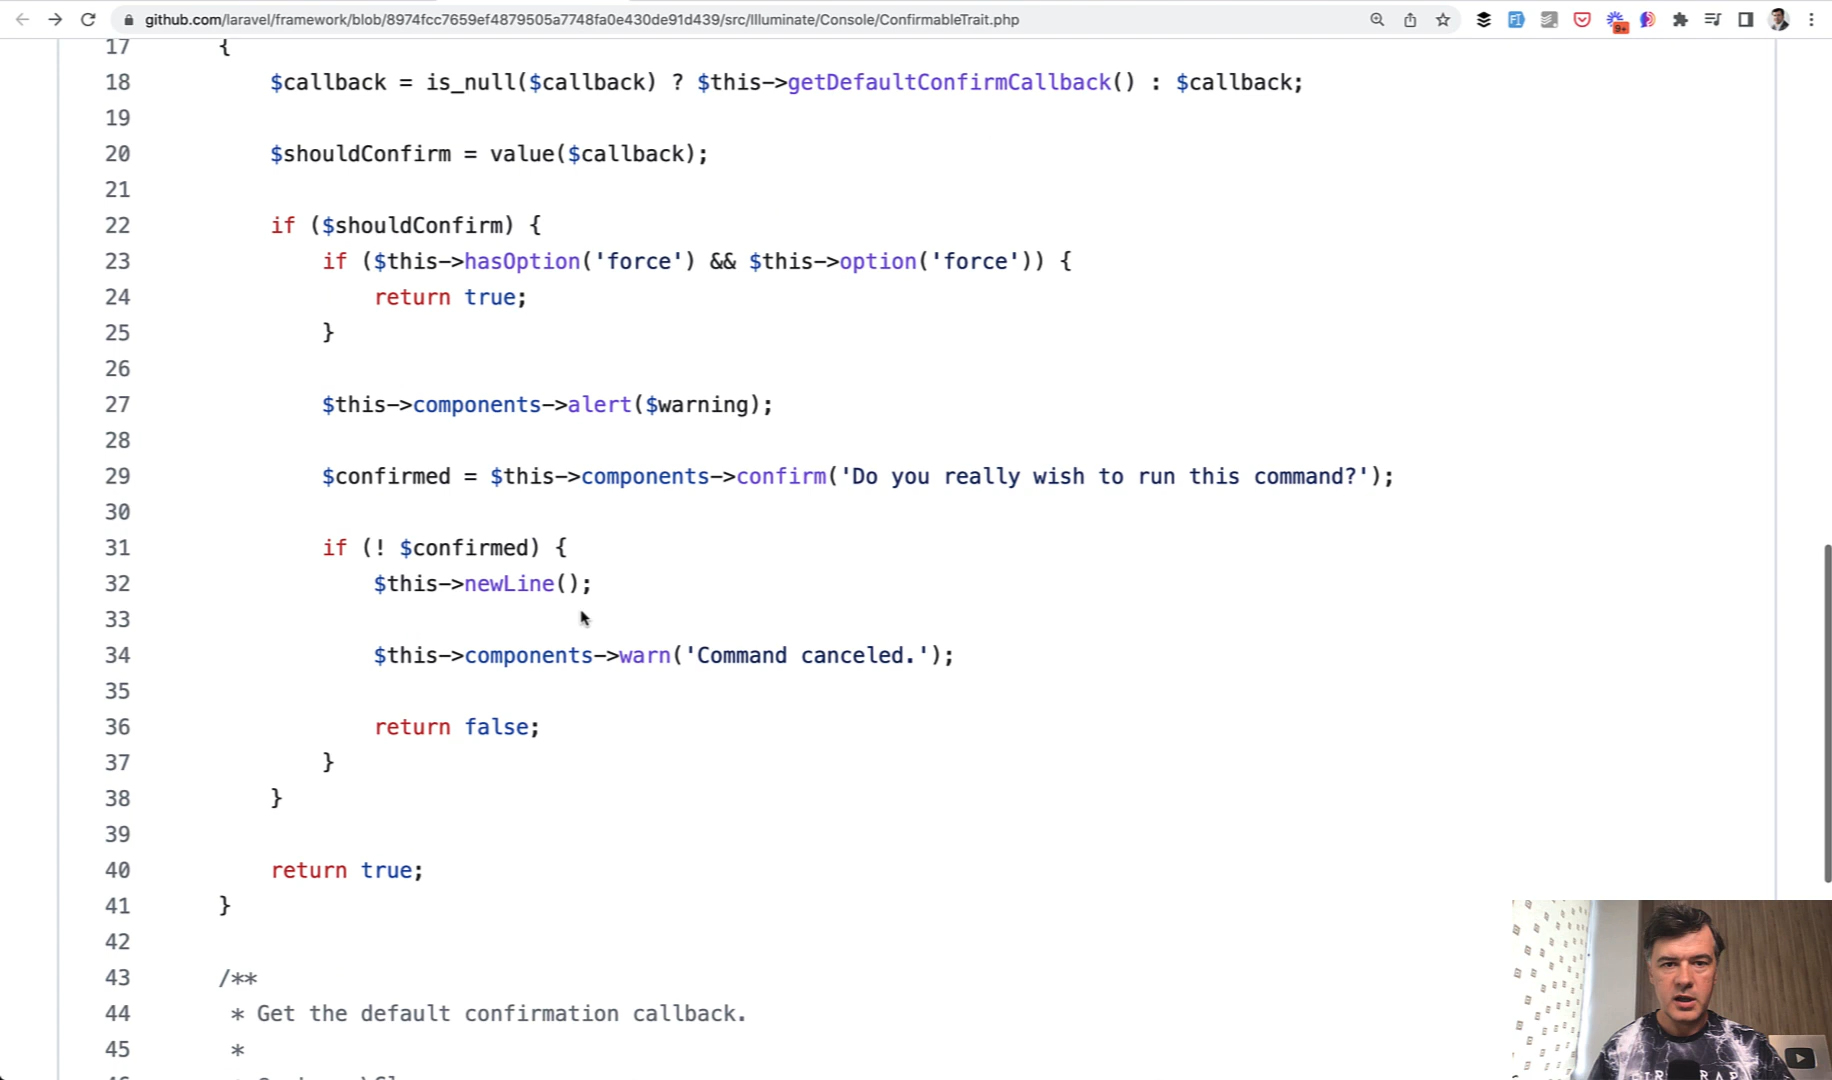 github.com/laravel/framework/blob/8974fcc7659ef4879505a7748fa0e430de91d439/src/Illuminate/Console/ConfirmableTrait.php
9+
17 {
18 $callback = is_null($callback) ? $this->getDefaultConfirmCallback() : $callback;
19
20 $shouldConfirm = value($callback);
21
22 if ($shouldConfirm) {
23 if ($this->hasOption('force') && $this->option('force')) {
24 return true;
25 }
26
27 $this->components->alert($warning);
28
29 $confirmed = $this->components->confirm('Do you really wish to run this command?');
30
31 if (! $confirmed) {
32 $this->newLine();
33
34 $this->components->warn('Command canceled.');
35
36 return false;
37 }
38 }
39
40 return true;
41 }
42
43 /**
44 * Get the default confirmation callback.
45 *